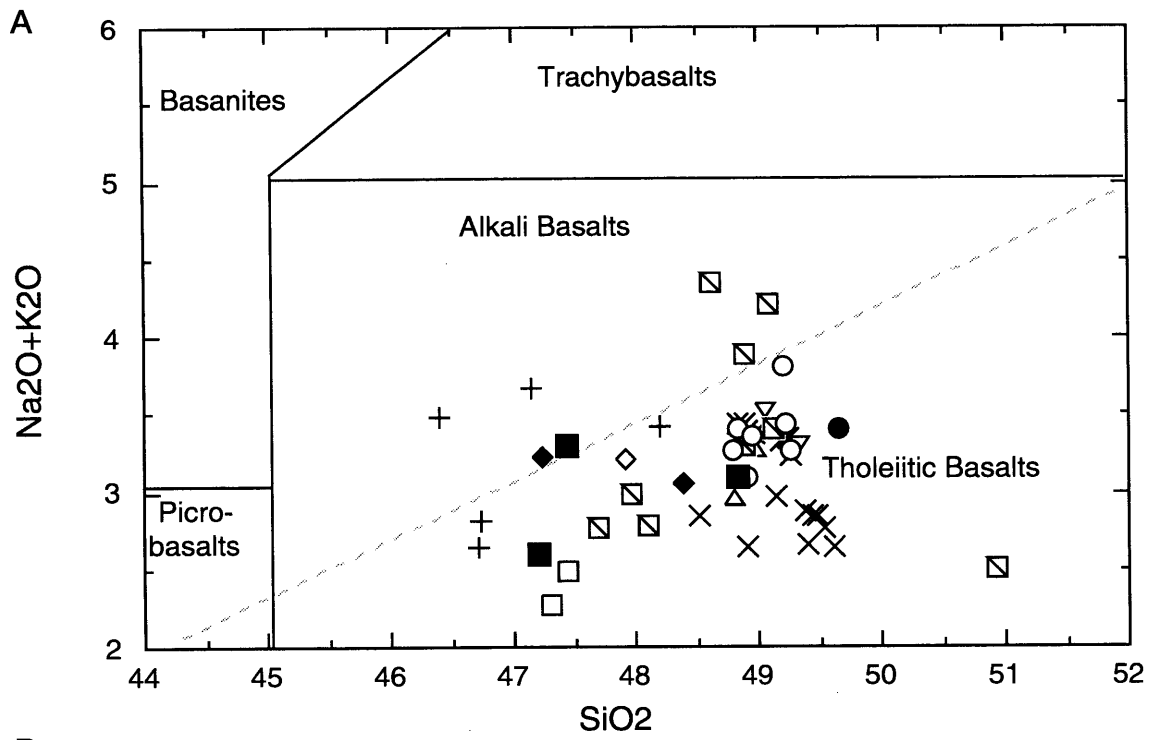 A
6
Trachybasalts
Basanites
5
Alkali Basalts
Na2O+K2O
4
Tholeiitic Basalts
3
Picro-
basalts
2
44 45 46 47 48 49 50 51 52
SiO2